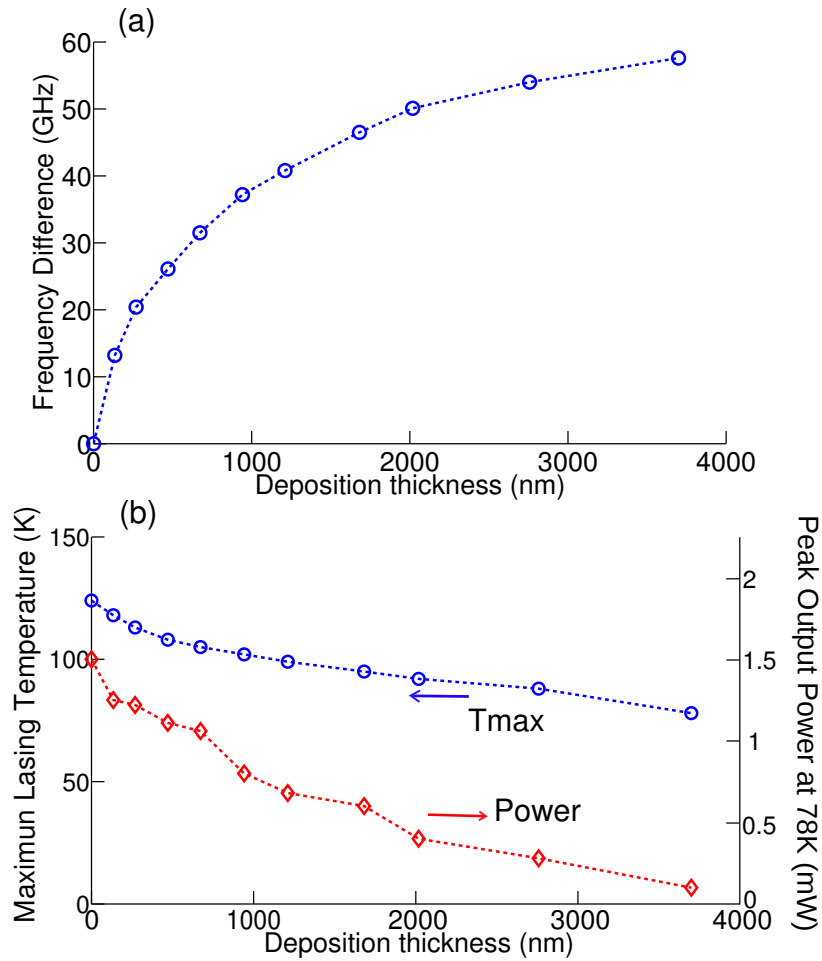 (a)
60
50
40
30
20
10
0
Frequency Difference (GHz)
0 1000 2000 3000 4000
Deposition thickness (nm)
(b)
150
100
50
0
Maximun Lasing Temperature (K)
2
1.5
1
0.5
0
Peak Output Power at 78K (mW)
Tmax
Power
0 1000 2000 3000 4000
Deposition thickness (nm)